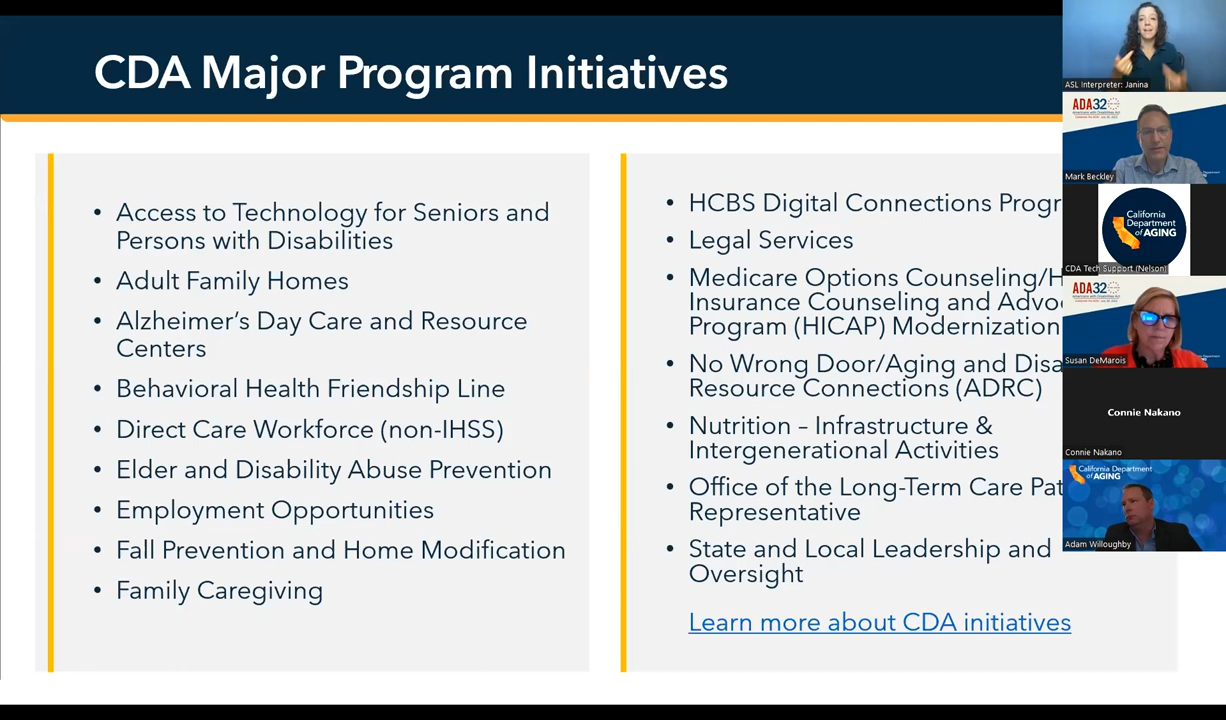 CDA Major Program Initiatives
• Access to Technology for Seniors and
Persons with Disabilities
• Adult Family Homes
• Alzheimer’s Day Care and Resource
Centers
• Behavioral Health Friendship Line
• Direct Care Workforce (non-IHSS)
• Elder and Disability Abuse Prevention
• Employment Opportunities
• Fall Prevention and Home Modification
• Family Caregiving
• HCBS Digital Connections Progr
• Legal Services
• Medicare Options Counseling/H
Insurance Counseling and Advoc
Program (HICAP) Modernization
• No Wrong Door/Aging and Disa
Resource Connections (ADRC)
• Nutrition – Infrastructure &
Intergenerational Activities
• Office of the Long-Term Care Pat
Representative
• State and Local Leadership and
Oversight
Learn more about CDA initiatives
ASL Interpreter: Janina
ADA32
Mark Beckley
California
Department
of AGING
CDA Tech Support (Nelson)
ADA32
Susan DeMarois
Connie Nakano
Connie Nakano
California Department
of AGING
Adam Willoughby